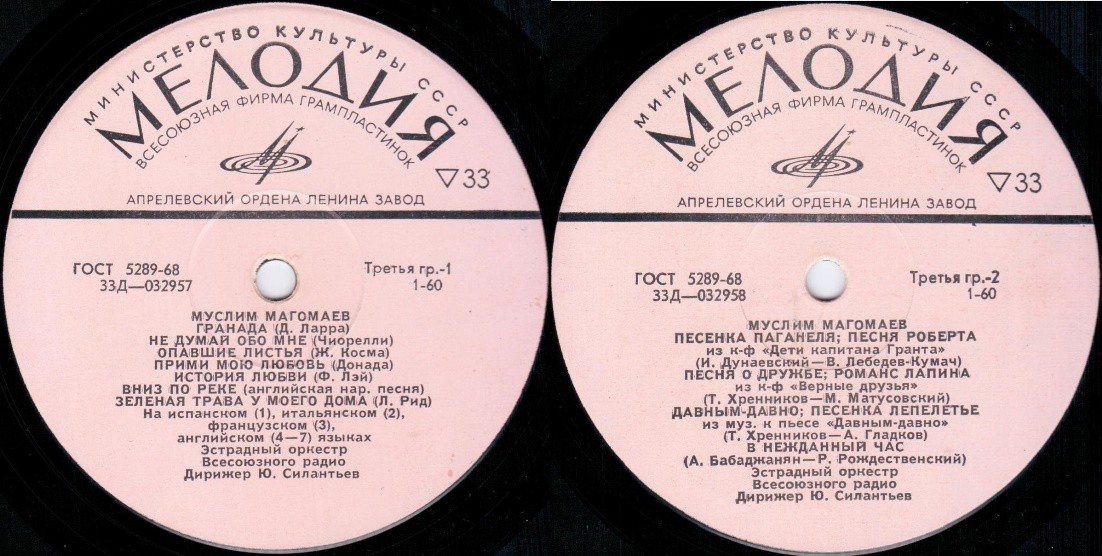 МИНИСТЕРСТВО КУЛЬТУРЫ СССР
МЕЛОДИЯ
ВСЕСОЮЗНАЯ ФИРМА ГРАМПЛАСТИНОК
▽33
АПРЕЛЕВСКИЙ ОРДЕНА ЛЕНИНА ЗАВОД
ГОСТ 5289-68
Третья гр.-1
33Д—032957
1-60
МУСЛИМ МАГОМАЕВ
ГРАНАДА (Д. Ларра)
НЕ ДУМАЙ ОБО МНЕ (Чиорелли)
ОПАВШИЕ ЛИСТЬЯ (Ж. Косма)
ПРИМИ МОЮ ЛЮБОВЬ (Донада)
ИСТОРИЯ ЛЮБВИ (Ф. Лэй)
ВНИЗ ПО РЕКЕ (английская нар. песня)
ЗЕЛЕНАЯ ТРАВА У МОЕГО ДОМА (Л. Рид)
На испанском (1), итальянском (2),
французском (3),
английском (4—7) языках
Эстрадный оркестр
Всесоюзного радио
Дирижер Ю. Силантьев
МИНИСТЕРСТВО КУЛЬТУРЫ СССР
МЕЛОДИЯ
ВСЕСОЮЗНАЯ ФИРМА ГРАМПЛАСТИНОК
▽33
АПРЕЛЕВСКИЙ ОРДЕНА ЛЕНИНА ЗАВОД
ГОСТ 5289-68
Третья гр.-2
33Д—032958
1-60
МУСЛИМ МАГОМАЕВ
ПЕСЕНКА ПАГАНЕЛЯ; ПЕСНЯ РОБЕРТА
из к-ф «Дети капитана Гранта»
(И. Дунаевский—В. Лебедев-Кумач)
ПЕСНЯ О ДРУЖБЕ; РОМАНС ЛАПИНА
из к-ф «Верные друзья»
(Т. Хренников—М. Матусовский)
ДАВНЫМ-ДАВНО; ПЕСЕНКА ЛЕПЕЛЕТЬЕ
из муз. к пьесе «Давным-давно»
(Т. Хренников—А. Гладков)
В НЕЖДАННЫЙ ЧАС
(А. Бабаджанян—Р. Рождественский)
Эстрадный оркестр
Всесоюзного радио
Дирижер Ю. Силантьев